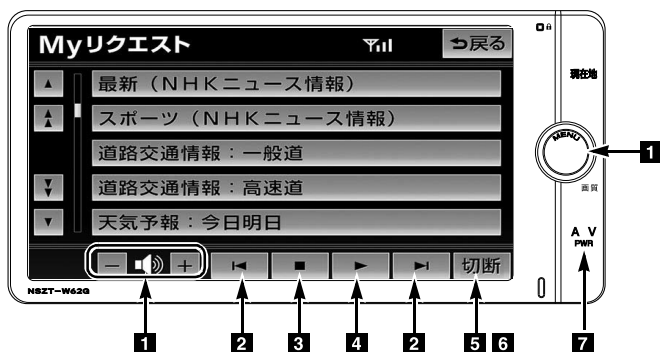 Myリクエスト
戻る
最新（ＮＨＫニュース情報）
スポーツ（ＮＨＫニュース情報）
道路交通情報：一般道
道路交通情報：高速道
天気予報：今日明日
切断
現在地
MENU
画質
A V
PWR
NSZT-W62G
1
1
2
3
4
2
5 6
7